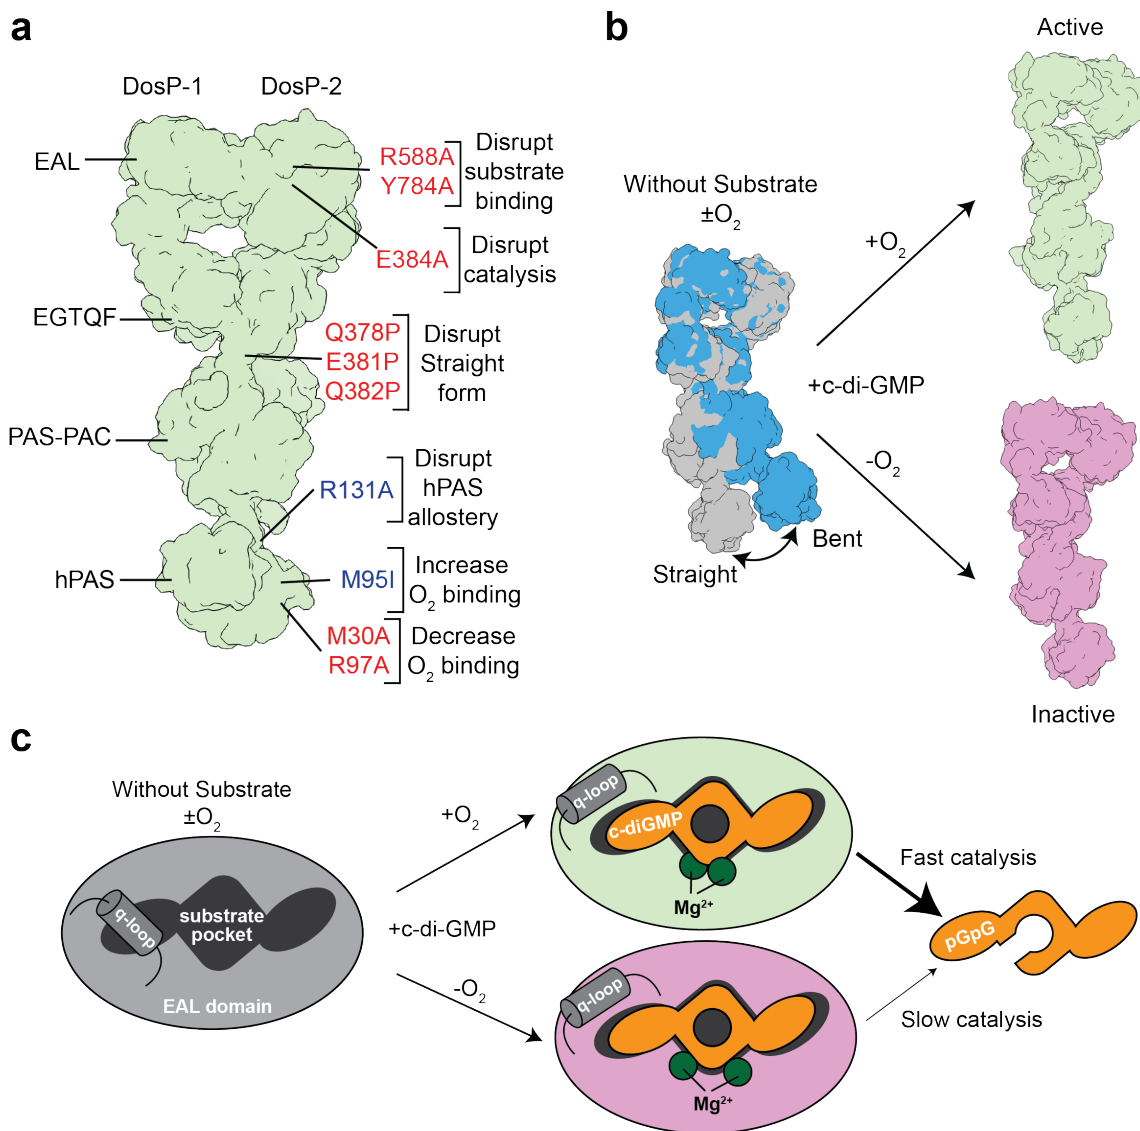 a
DosP-1 DosP-2
EAL
R588A
Y784A
Disrupt
substrate
binding
E384A
Disrupt
catalysis
EGTQF
Q378P
E381P
Q382P
Disrupt
Straight
form
PAS-PAC
R131A
Disrupt
hPAS
allostery
hPAS
M95I
Increase
O2 binding
M30A
R97A
Decrease
O2 binding
b
Active
Without Substrate
±O2
+O2
+c-di-GMP
-O2
Bent
Straight
Inactive
c
Without Substrate
±O2
q-loop
substrate
pocket
EAL domain
+O2
+c-di-GMP
-O2
q-loop
c-diGMP
Mg2+
q-loop
Mg2+
Fast catalysis
pGpG
Slow catalysis